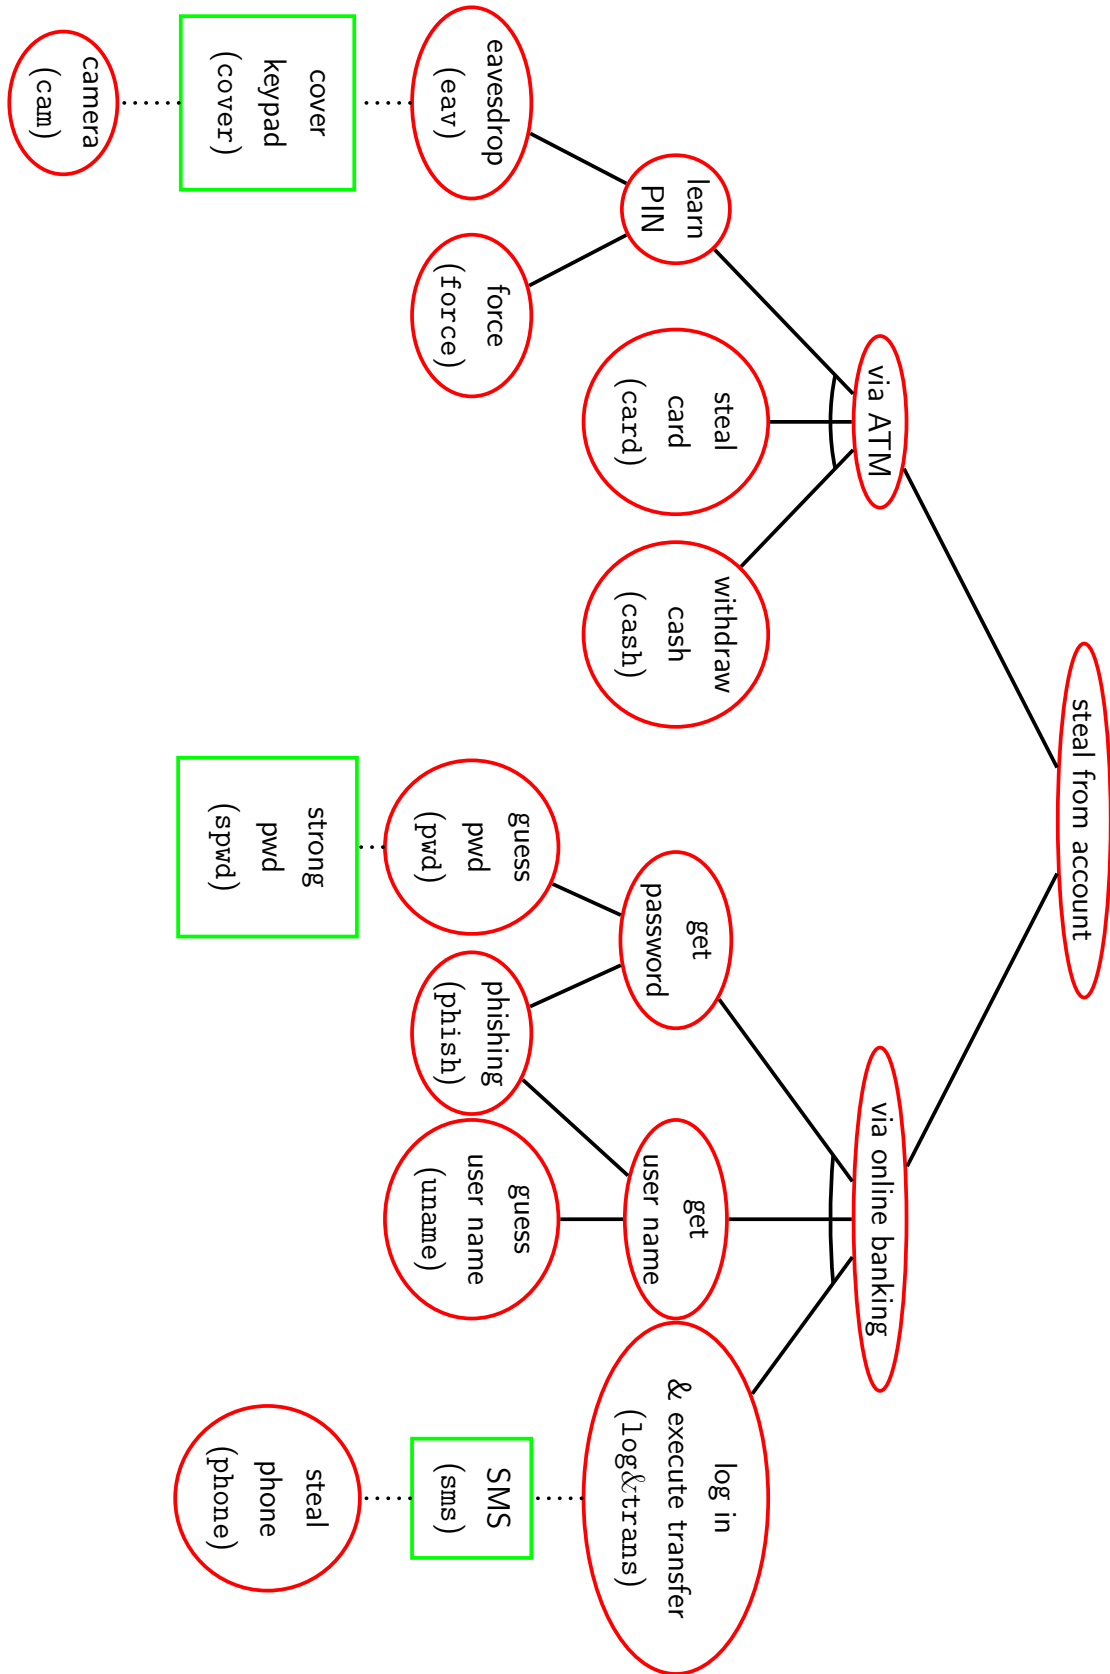 steal from account
via ATM
via online banking
learn
PIN
steal
card
(card)
withdraw
cash
(cash)
get
password
get
user name
log in
& execute transfer
(log&trans)
eavesdrop
(eav)
force
(force)
guess
pwd
(pwd)
phishing
(phish)
guess
user name
(uname)
SMS
(sms)
cover
keypad
(cover)
strong
pwd
(spwd)
steal
phone
(phone)
camera
(cam)